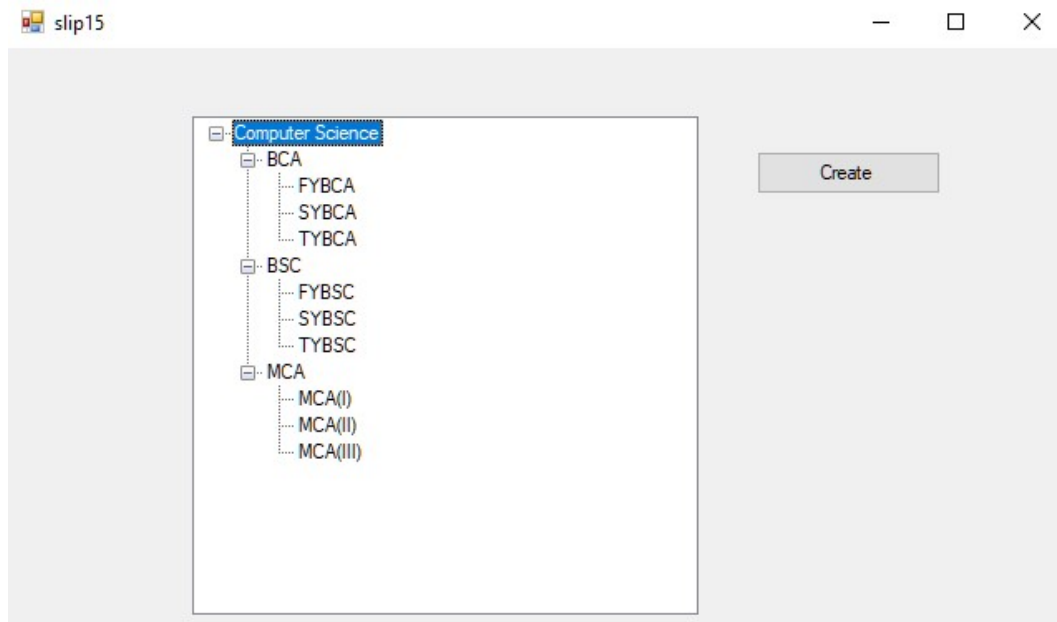 slip15
Computer Science
BCA
FYBCA
SYBCA
TYBCA
BSC
FYBSC
SYBSC
TYBSC
MCA
MCA(I)
MCA(II)
MCA(III)
Create